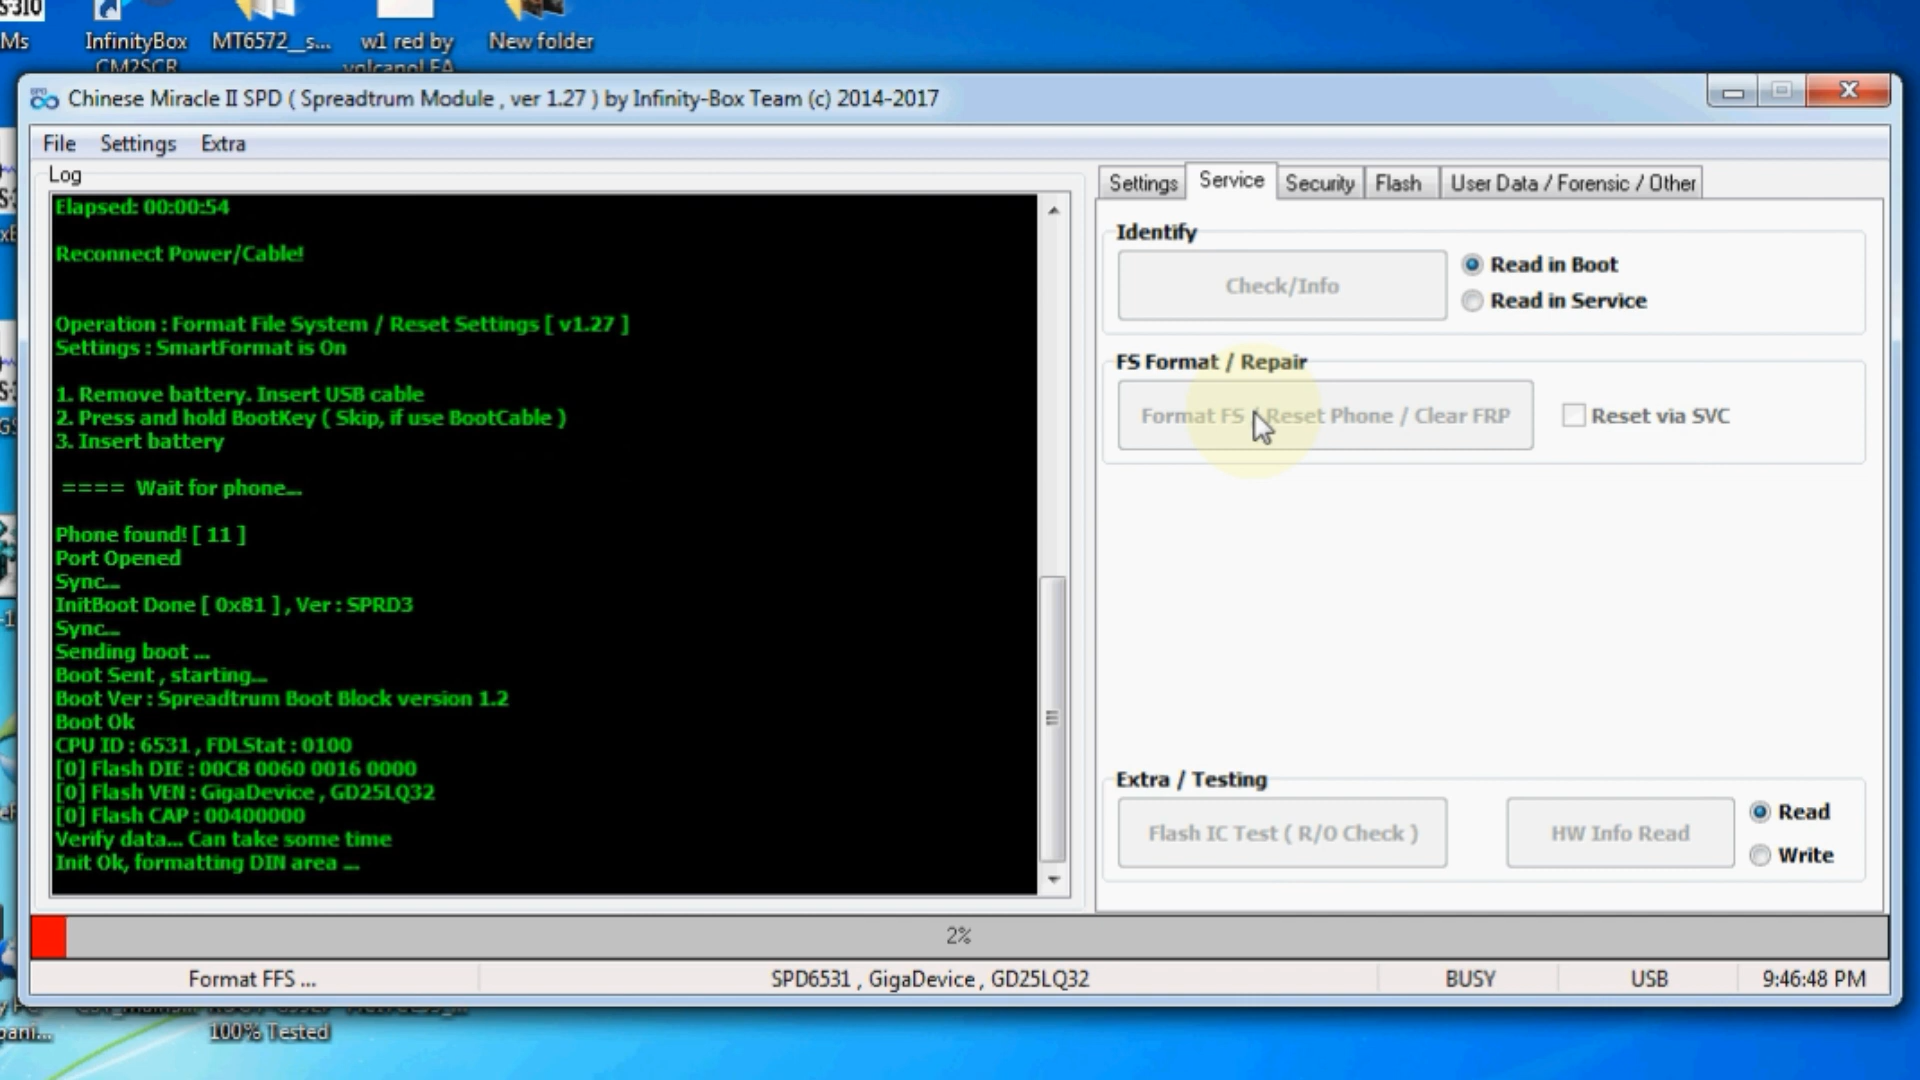 Ms
InfinityBox
CM2SCR
MT6572__s...
w1 red by
New folder
Chinese Miracle II SPD ( Spreadtrum Module , ver 1.27 ) by Infinity-Box Team (c) 2014-2017
File Settings Extra
Log
Elapsed: 00:00:54
Reconnect Power/Cable!
Operation : Format File System / Reset Settings [ v1.27 ]
Settings : SmartFormat is On
1. Remove battery. Insert USB cable
2. Press and hold BootKey ( Skip, if use BootCable )
3. Insert battery
==== Wait for phone...
Phone found! [ 11 ]
Port Opened
Sync...
InitBoot Done [ 0x81 ] , Ver : SPRD3
Sync...
Sending boot ...
Boot Sent , starting...
Boot Ver : Spreadtrum Boot Block version 1.2
Boot Ok
CPU ID : 6531 , FDLStat : 0100
[0] Flash DIE : 00C8 0060 0016 0000
[0] Flash VEN : GigaDevice , GD25LQ32
[0] Flash CAP : 00400000
Verify data... Can take some time
Init Ok, formatting DIN area ...
Settings Service Security Flash User Data / Forensic / Other
Identify
Check/Info
Read in Boot
Read in Service
FS Format / Repair
Format FS / Reset Phone / Clear FRP
Reset via SVC
Extra / Testing
Flash IC Test ( R/O Check )
HW Info Read
Read
Write
2%
Format FFS ...
SPD6531 , GigaDevice , GD25LQ32
BUSY
USB
9:46:48 PM
100% Tested